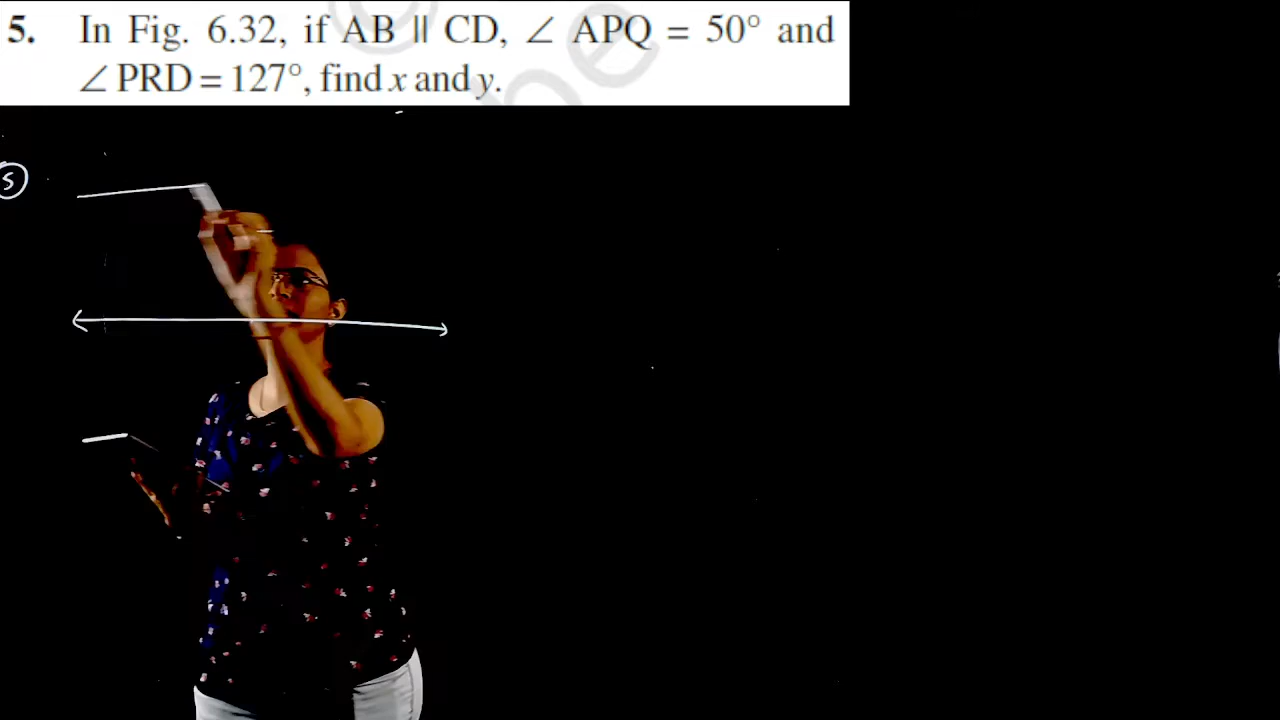 5. In Fig. 6.32, if AB || CD, ∠ APQ = 50° and
∠ PRD = 127°, find x and y.
5